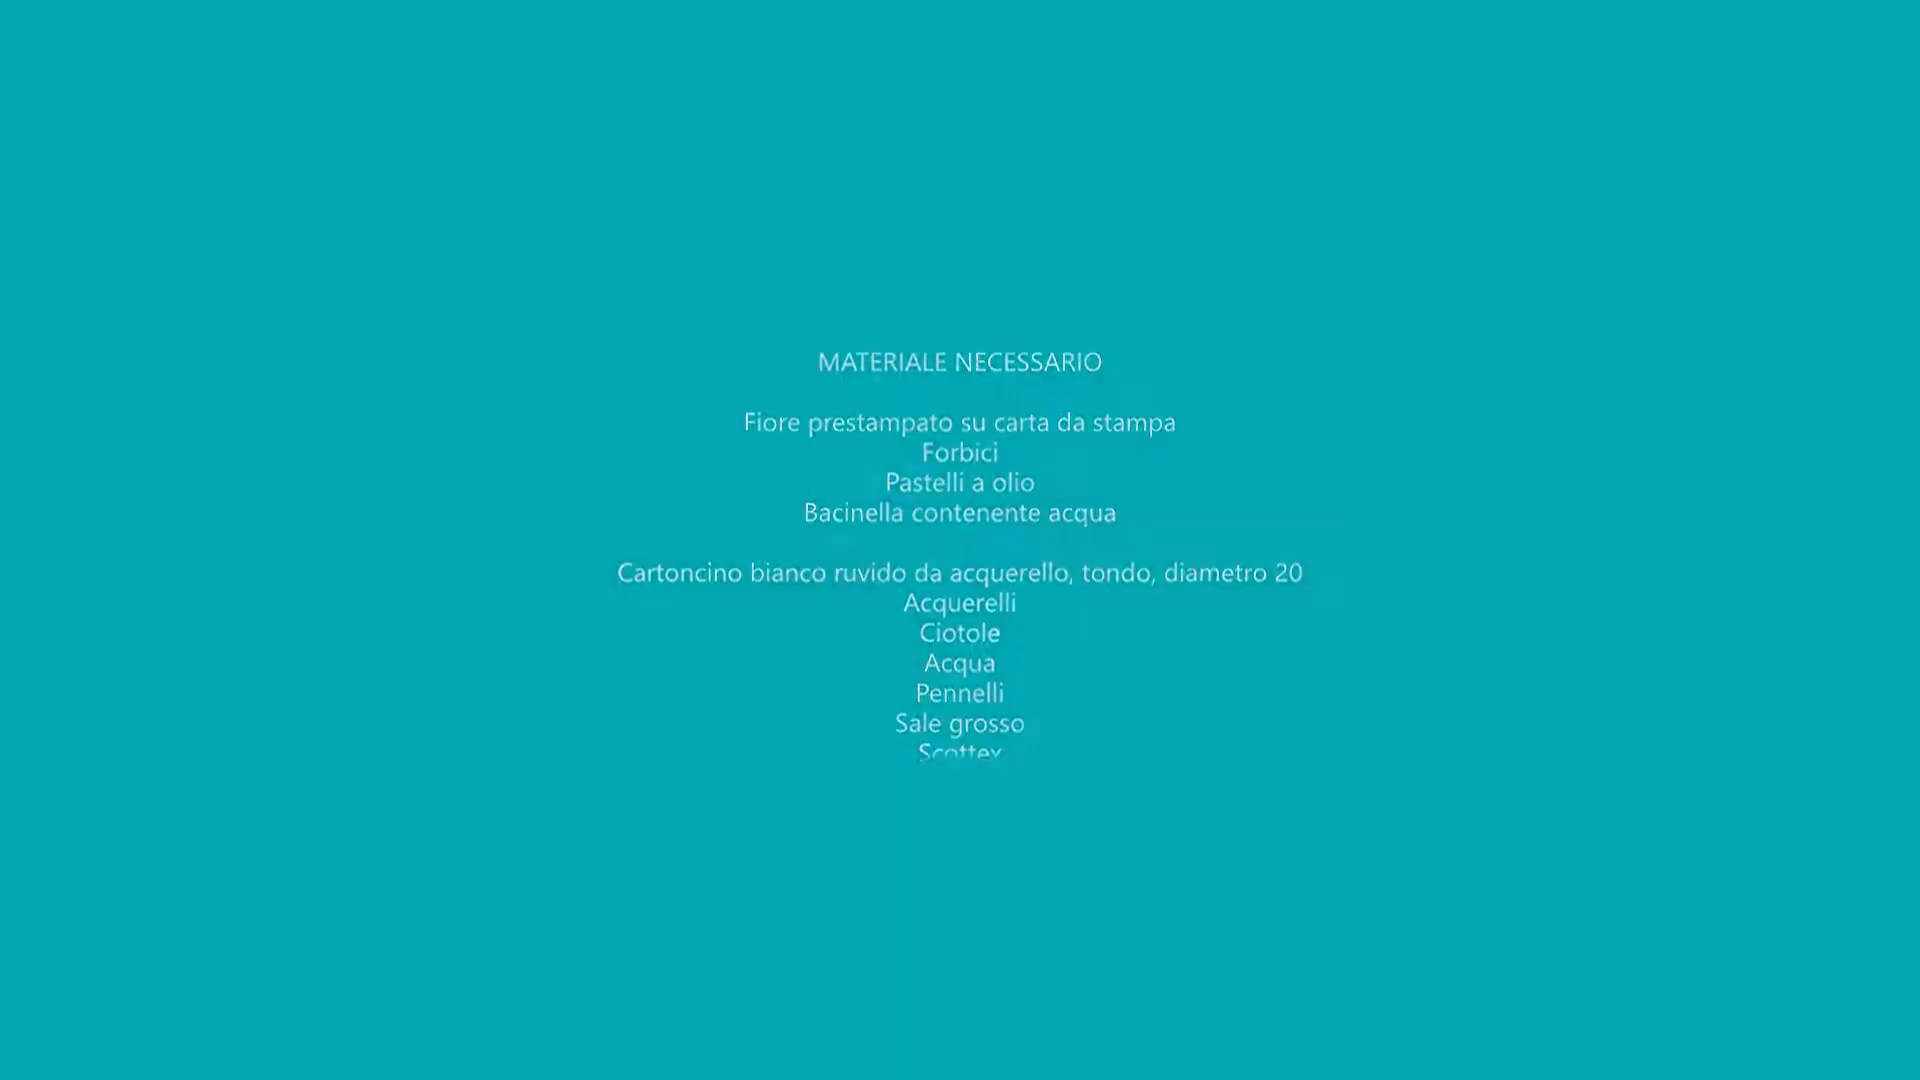 MATERIALE NECESSARIO
Fiore prestampato su carta da stampa
Forbici
Pastelli a olio
Bacinella contenente acqua
Cartoncino bianco ruvido da acquerello, tondo, diametro 20
Acquerelli
Ciotole
Acqua
Pennelli
Sale grosso
Scottex